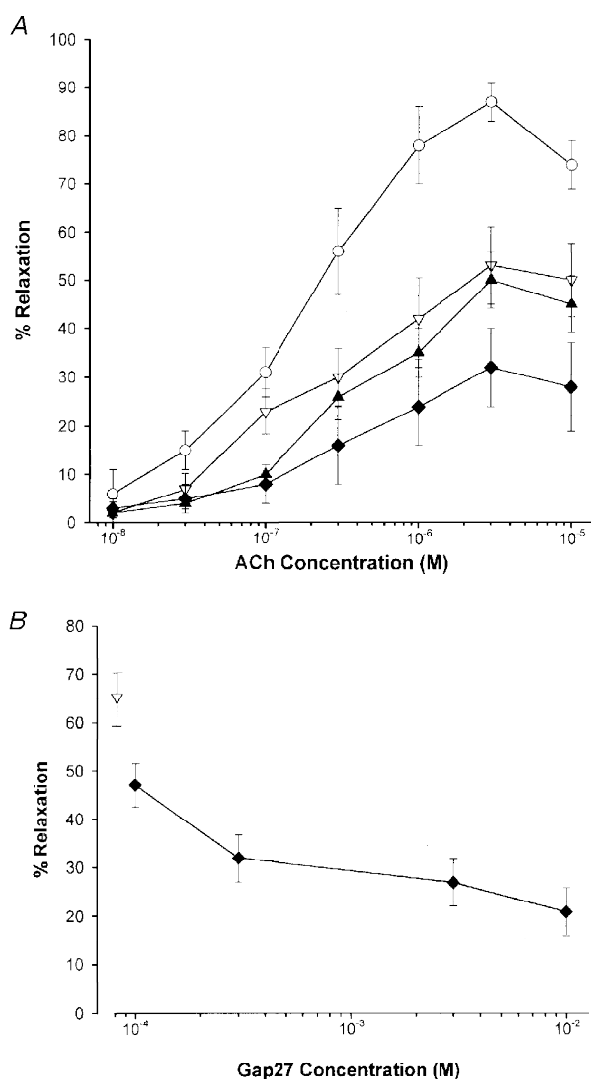 A
100
90
80
70
60
50
40
30
20
10
0
% Relaxation
10⁻⁸ 10⁻⁷ 10⁻⁶ 10⁻⁵
ACh Concentration (M)
B
80
70
60
50
40
30
20
10
0
% Relaxation
10⁻⁴ 10⁻³ 10⁻²
Gap27 Concentration (M)